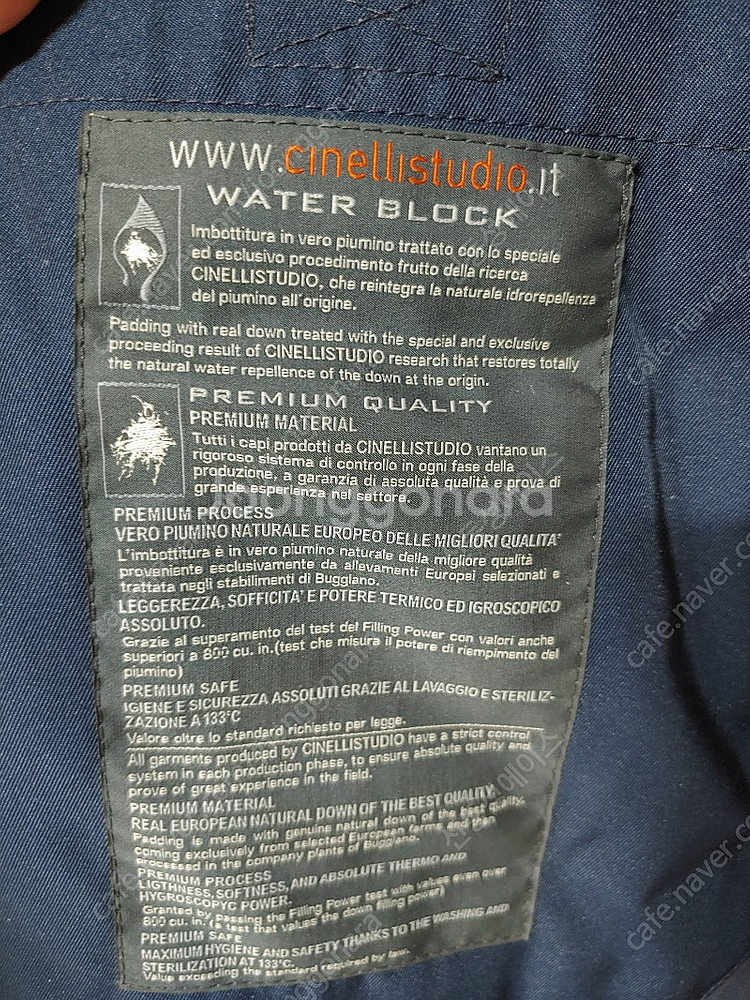 www.cinellistudio.it
WATER BLOCK
Imbottitura in vero piumino trattato con lo speciale
ed esclusivo procedimento frutto della ricerca
CINELLISTUDIO, che reintegra la naturale idrorepellenza
del piumino all'origine.
Padding with real down treated with the special and exclusive
proceeding result of CINELLISTUDIO research that restores totally
the natural water repellence of the down at the origin.
PREMIUM QUALITY
PREMIUM MATERIAL
Tutti i capi prodotti da CINELLISTUDIO vantano un
rigoroso sistema di controllo in ogni fase della
produzione, a garanzia di assoluta qualità e prova di
grande esperienza nel settore.
joonggonara
PREMIUM PROCESS
VERO PIUMINO NATURALE EUROPEO DELLE MIGLIORI QUALITA'
L'imbottitura è in vero piumino naturale della migliore qualità
proveniente esclusivamente da allevamenti Europei selezionati e
trattata negli stabilimenti di Buggiano.
LEGGEREZZA, SOFFICITA' E POTERE TERMICO ED IGROSCOPICO
ASSOLUTO.
Grazie al superamento del test del Filling Power con valori anche
superiori a 800 cu. in.(test che misura il potere di riempimento del
piumino)
PREMIUM SAFE
IGIENE E SICUREZZA ASSOLUTI GRAZIE AL LAVAGGIO E STERILIZ-
ZAZIONE A 133°C
Valore oltre lo standard richiesto per legge.
All garments produced by CINELLISTUDIO have a strict control
system in each production phase, to ensure absolute quality and
prove of great experience in the field.
PREMIUM MATERIAL
REAL EUROPEAN NATURAL DOWN OF THE BEST QUALITY.
Padding is made with genuine natural down of the best quality,
coming exclusively from selected European farms and then
processed in the company plants of Buggiano.
PREMIUM PROCESS
LIGTHNESS, SOFTNESS, AND ABSOLUTE THERMO AND
HYGROSCOPYC POWER.
Granted by passing the Filling Power test with values even over
800 cu. in. (a test that values the down filling power)
PREMIUM SAFE
MAXIMUM HYGIENE AND SAFETY THANKS TO THE WASHING AND
STERILIZATION AT 133°C.
Value exceeding the standard required by law.
cafe.naver.com